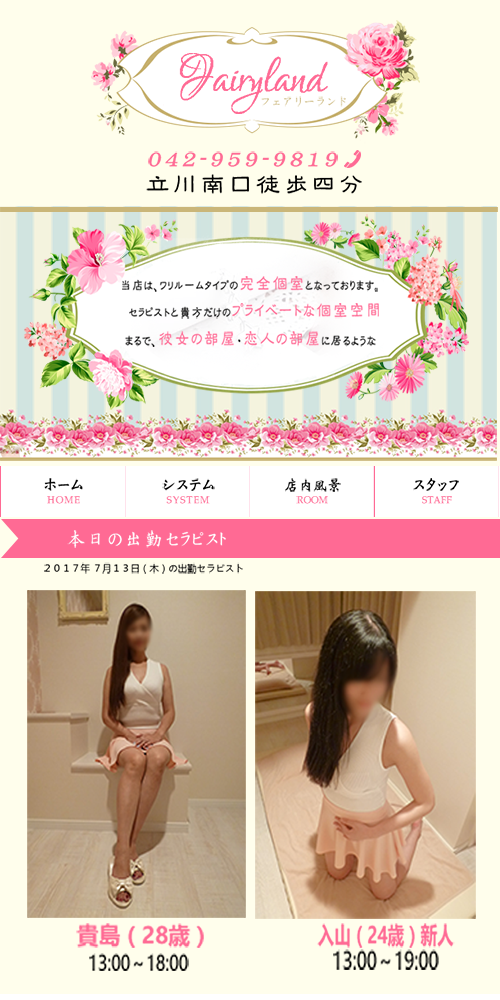 Fairyland
フェアリーランド
042-959-9819
立川南口徒歩四分
当店は、ワリルームタイプの完全個室となっております。
セラピストと貴方だけのプライベートな個室空間
まるで、彼女の部屋・恋人の部屋に居るような
ホーム
HOME
システム
SYSTEM
店内風景
ROOM
スタッフ
STAFF
本日の出勤セラピスト
2017年 7月13日(木)の出勤セラピスト
貴島(28歳)
13:00~18:00
入山(24歳)新人
13:00~19:00